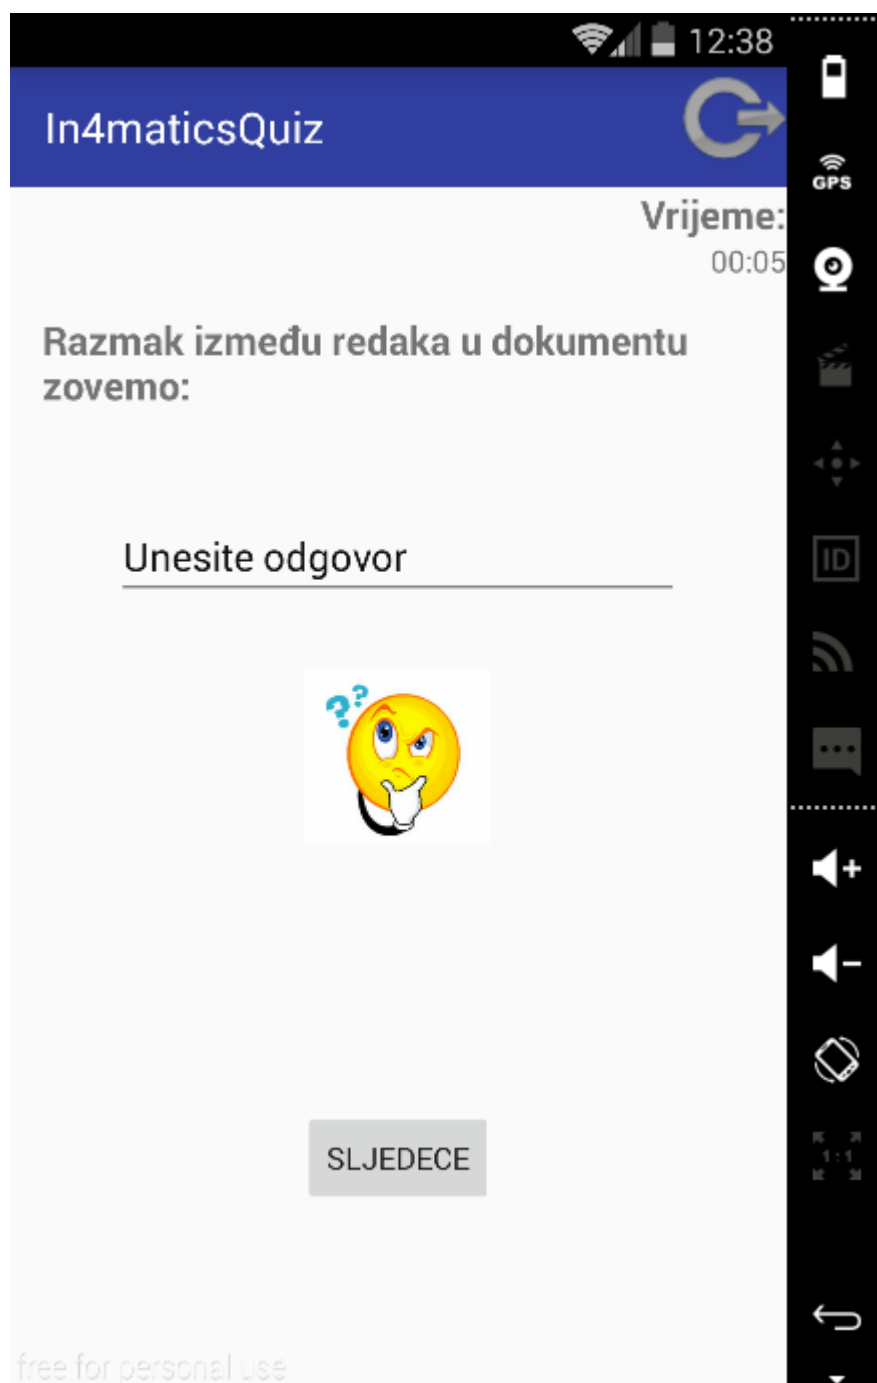 12:38
In4maticsQuiz
GPS
Vrijeme:
00:05
Razmak između redaka u dokumentu
zovemo:
Unesite odgovor
ID
??
SLJEDECE
1:1
free for personal use